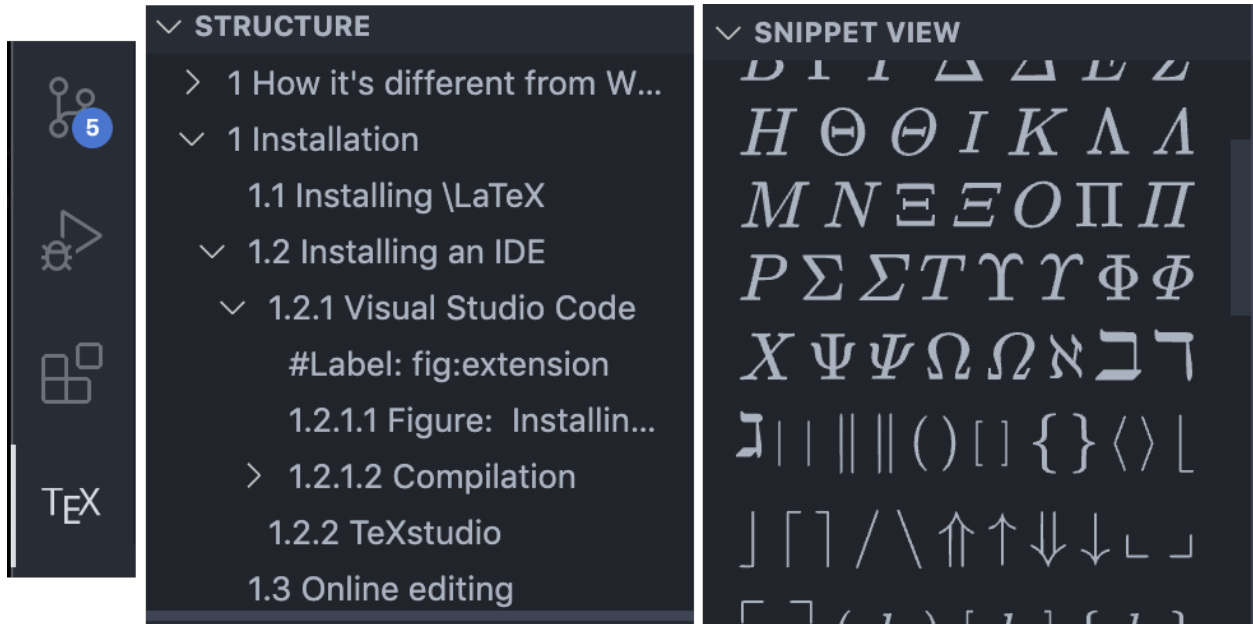 5
TEX
STRUCTURE
1 How it's different from W...
1 Installation
1.1 Installing \LaTeX
1.2 Installing an IDE
1.2.1 Visual Studio Code
#Label: fig:extension
1.2.1.1 Figure: Installin...
1.2.1.2 Compilation
1.2.2 TeXstudio
1.3 Online editing
SNIPPET VIEW
Η Θ Θ Ι Κ Λ Λ
Μ Ν Ξ Ξ Ο Π Π
Ρ Σ Σ Τ ϒ ϒ Φ Φ
Χ Ψ Ψ Ω Ω ℵ ℶ ℸ
ℷ | | ‖ ‖ ( ) [ ] { } ⟨ ⟩ ⌊
⌋ ⌈ ⌉ / \ ⇑ ↑ ⇓ ↓ ⌞ ⌟